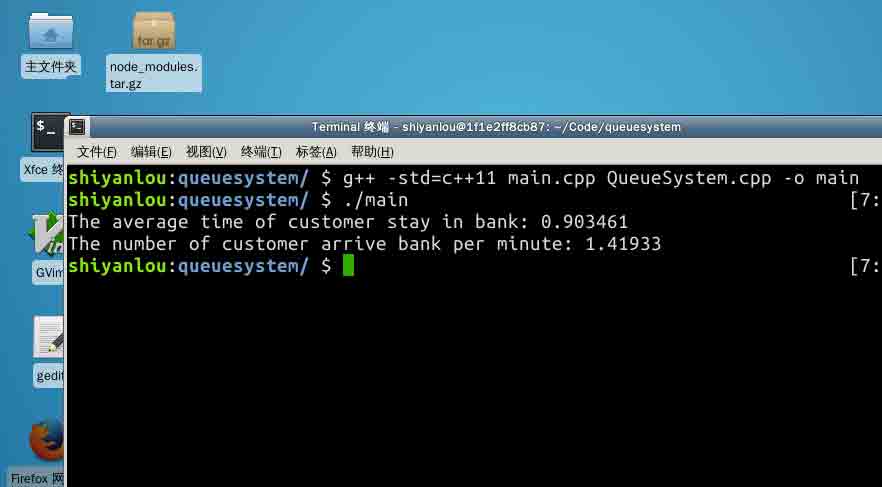 主文件夹
node_modules.
tar.gz
tar.gz
$_
Xfce 终
GVim
gedit
Firefox 网
Terminal 终端 - shiyanlou@1f1e2ff8cb87: ~/Code/queuesystem
文件(F) 编辑(E) 视图(V) 终端(T) 标签(A) 帮助(H)
shiyanlou:queuesystem/ $ g++ -std=c++11 main.cpp QueueSystem.cpp -o main
shiyanlou:queuesystem/ $ ./main [7:
The average time of customer stay in bank: 0.903461
The number of customer arrive bank per minute: 1.41933
shiyanlou:queuesystem/ $ [7: